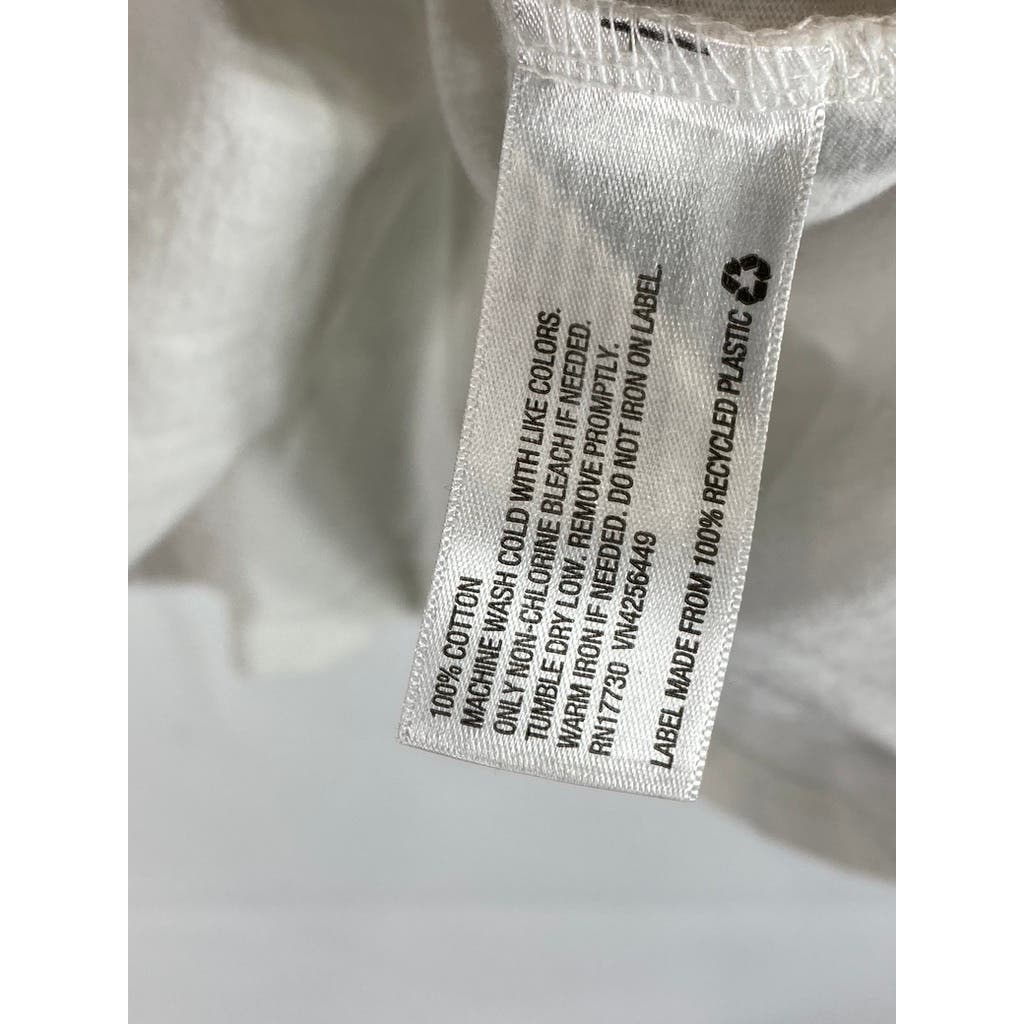 100% COTTON
MACHINE WASH COLD WITH LIKE COLORS.
ONLY NON-CHLORINE BLEACH IF NEEDED.
TUMBLE DRY LOW. REMOVE PROMPTLY.
WARM IRON IF NEEDED. DO NOT IRON ON LABEL.
RN17730 VN4256449
LABEL MADE FROM 100% RECYCLED PLASTIC